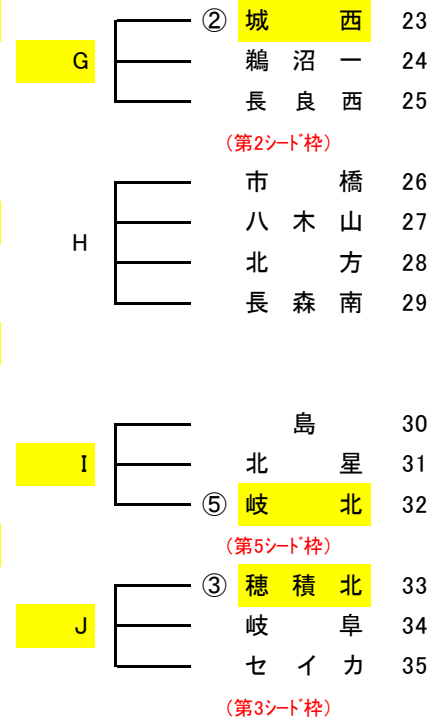 ② 城 西 23
G 鵜 沼 一 24
長 良 西 25
(第2シード枠)
市 橋 26
八 木 山 27
H
北 方 28
長 森 南 29
島 30
I 北 星 31
⑤ 岐 北 32
(第5シード枠)
③ 穂 積 北 33
J 岐 阜 34
セ イ カ 35
(第3シード枠)